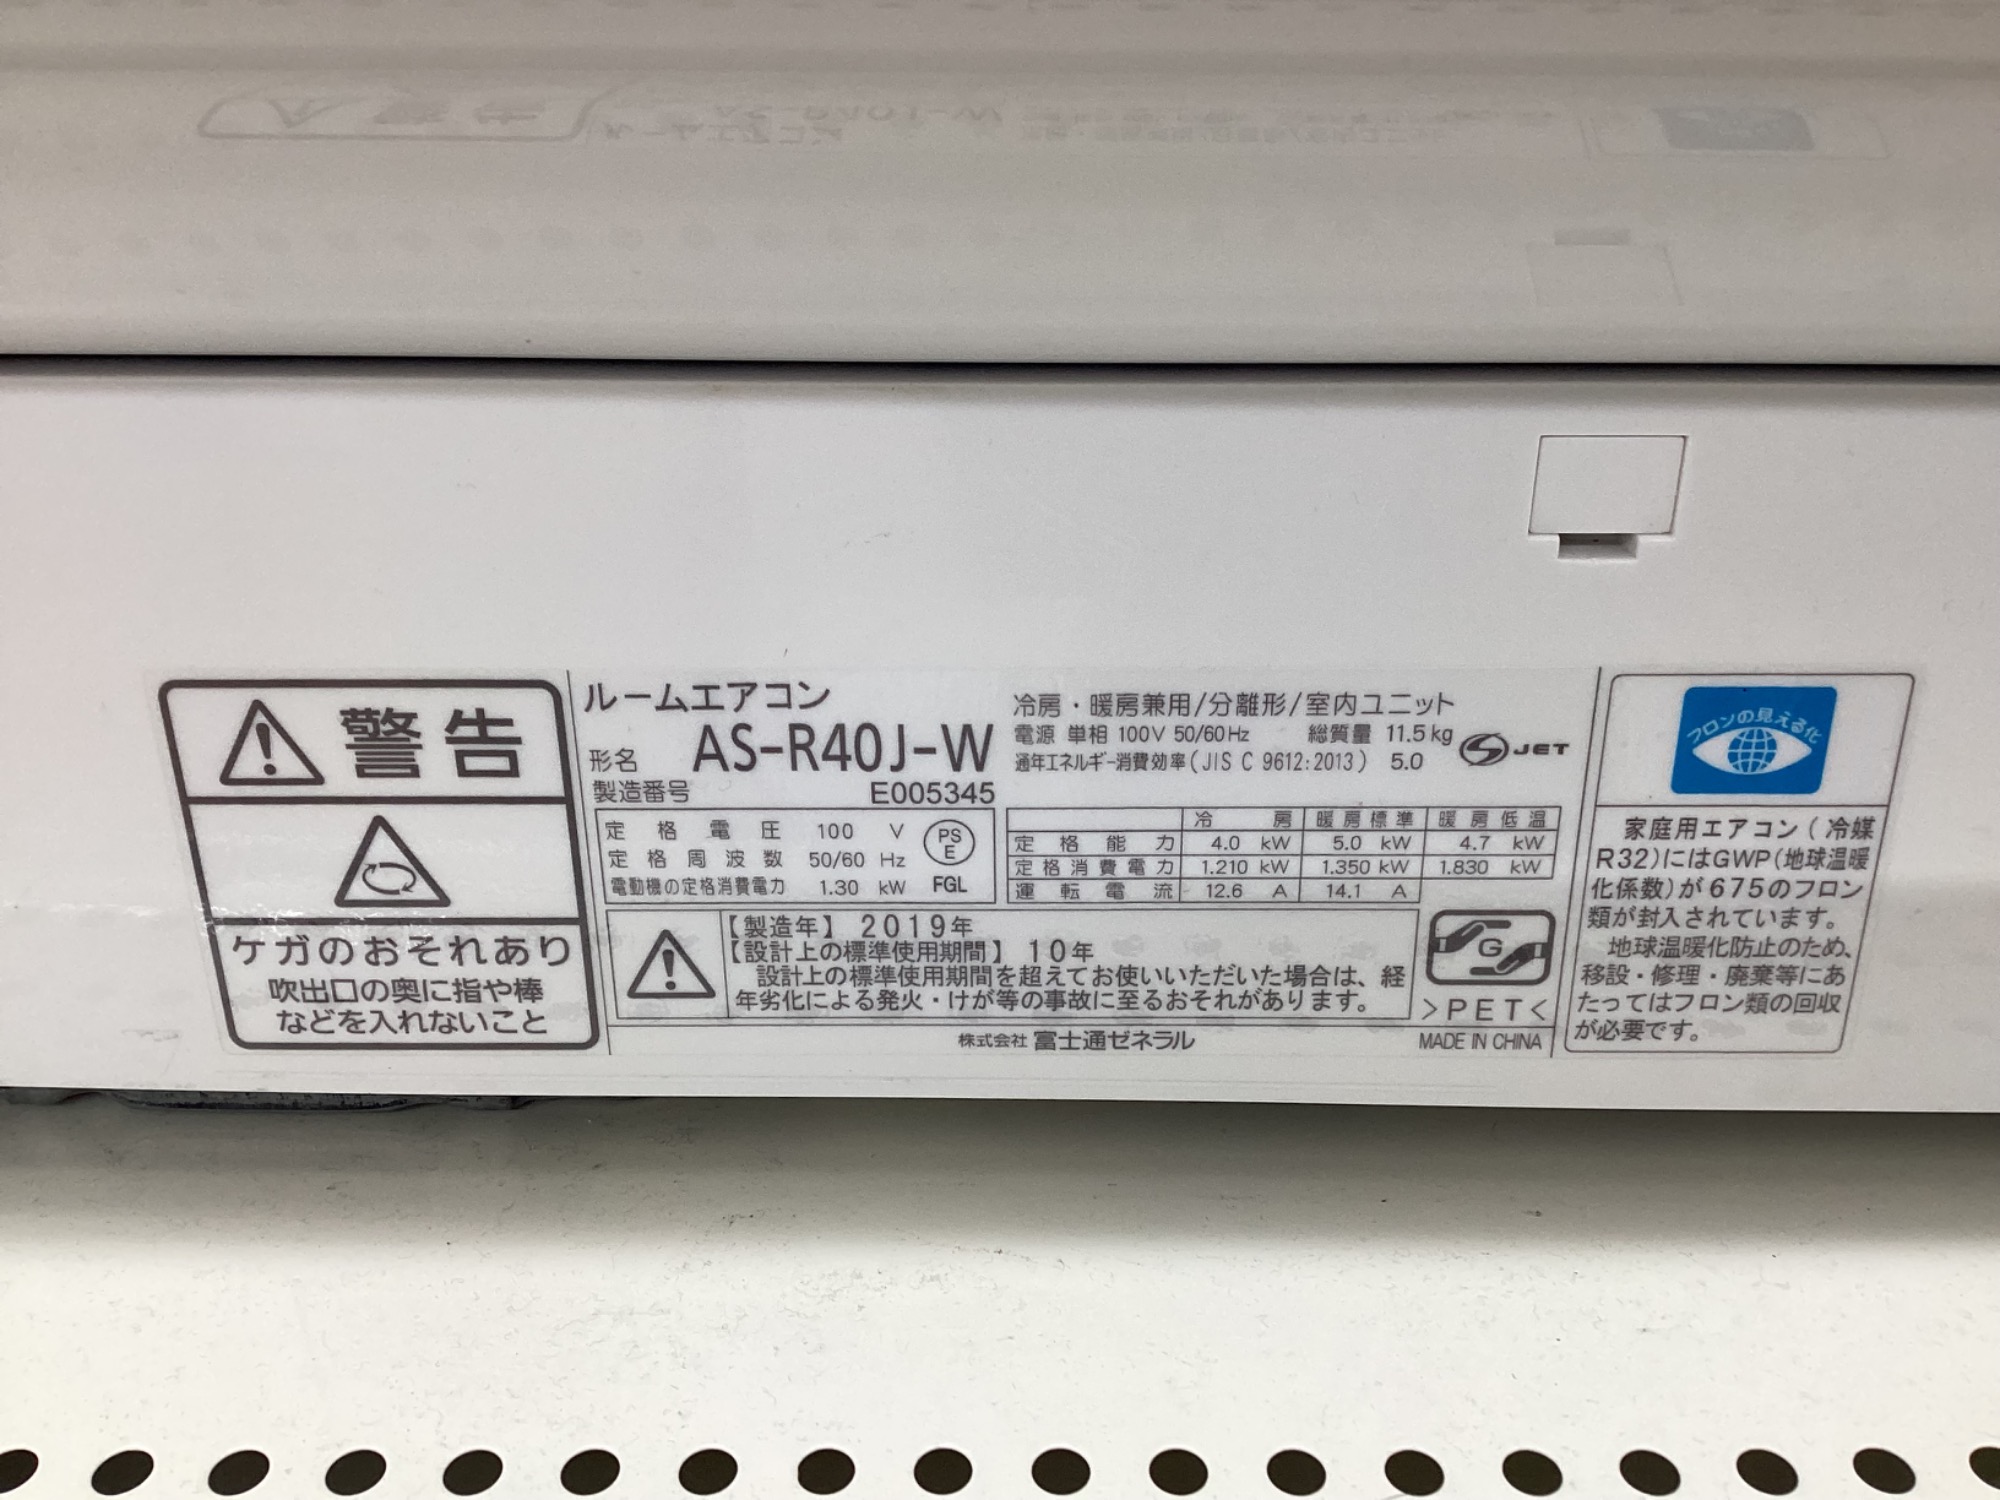 警告
ケガのおそれあり
吹出口の奥に指や棒
などを入れないこと
ルームエアコン
形名 AS-R40J-W
製造番号 E005345
定格電圧 100 V
定格周波数 50/60 Hz
電動機の定格消費電力 1.30 kW
PS
E
FGL
冷房・暖房兼用/分離形/室内ユニット
電源 単相 100V 50/60Hz 総質量 11.5kg
通年エネルギー消費効率(JIS C 9612:2013) 5.0
JET
冷房 暖房標準 暖房低温
定格能力 4.0 kW 5.0 kW 4.7 kW
定格消費電力 1.210 kW 1.350 kW 1.830 kW
運転電流 12.6 A 14.1 A
【製造年】 2019年
【設計上の標準使用期間】 10年
設計上の標準使用期間を超えてお使いいただいた場合は、経
年劣化による発火・けが等の事故に至るおそれがあります。
G
>PET<
株式会社 富士通ゼネラル
MADE IN CHINA
フロンの見える化
家庭用エアコン(冷媒
R32)にはGWP(地球温暖
化係数)が675のフロン
類が封入されています。
地球温暖化防止のため、
移設・修理・廃棄等にあ
たってはフロン類の回収
が必要です。